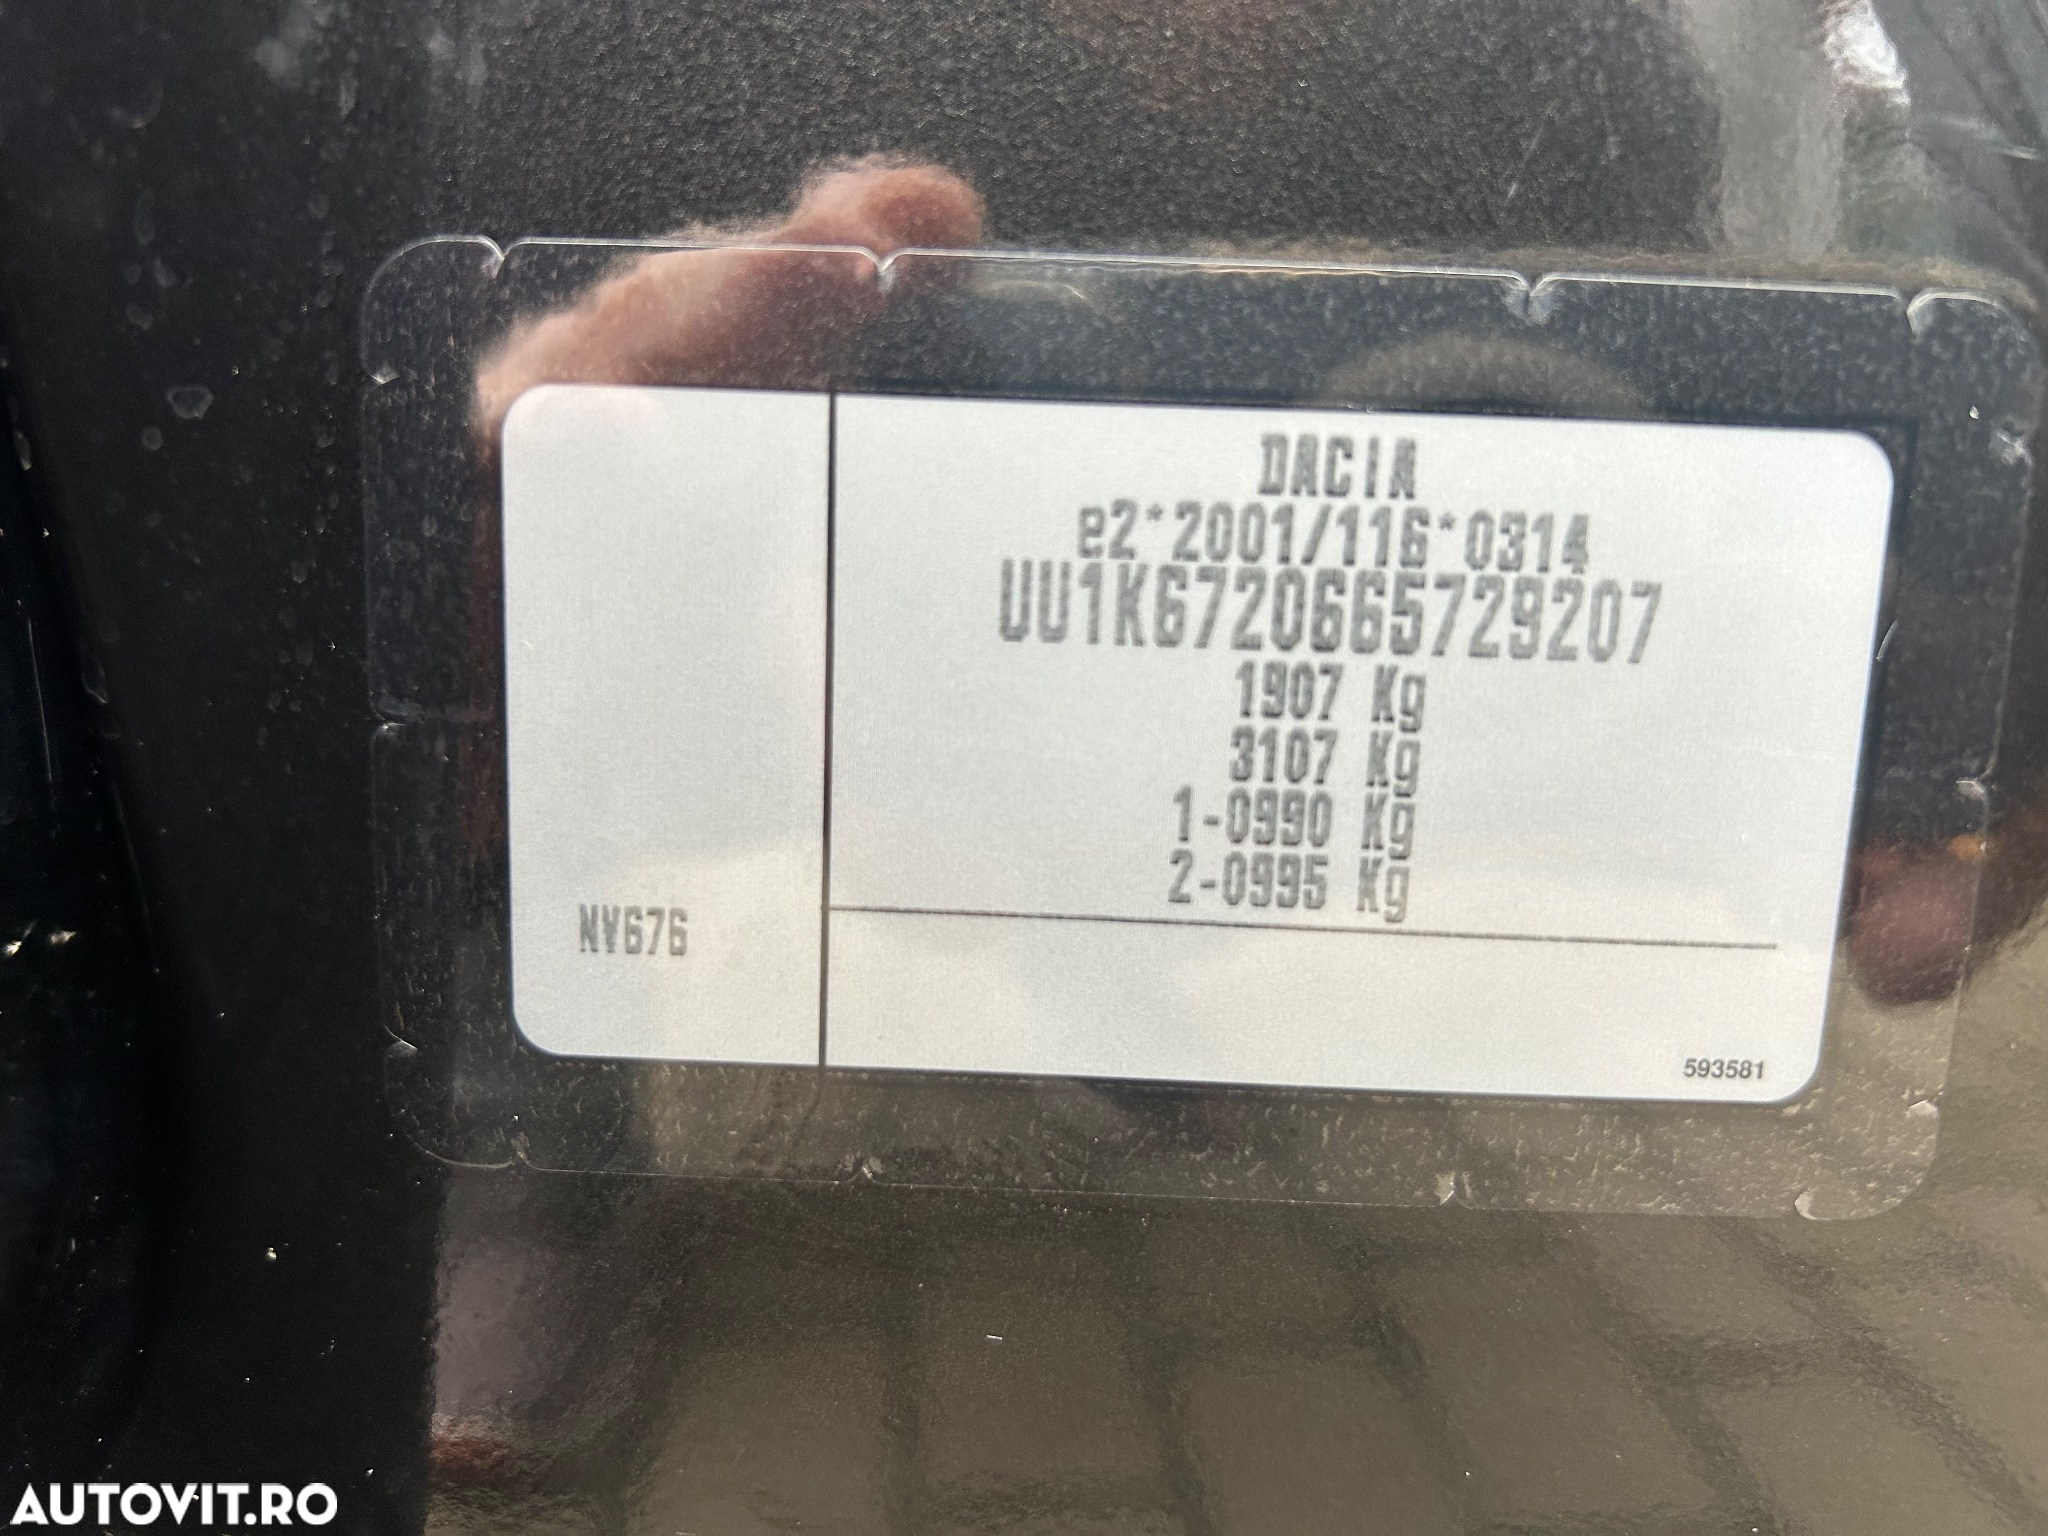 DACIA
e2*2001/116*0314
UU1K6720665729207
1907 Kg
3107 Kg
1-0990 Kg
2-0995 Kg
NV676
593581
AUTOVIT.RO